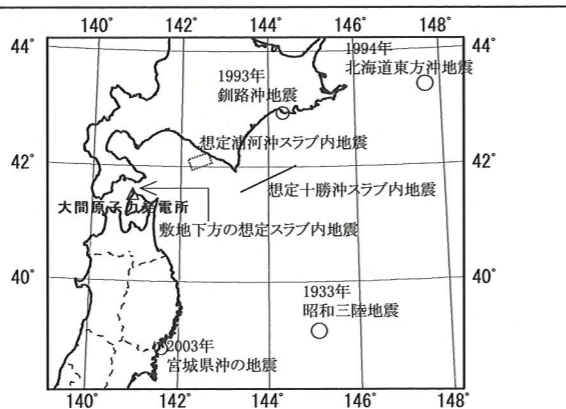 140° 142° 144° 146° 148°
44° 44°
1994年
北海道東方沖地震
1993年
釧路沖地震
想定浦河沖スラブ内地震
42° 42°
想定十勝沖スラブ内地震
大間原子力発電所
敷地下方の想定スラブ内地震
40° 40°
1933年
昭和三陸地震
2003年
宮城県沖の地震
140° 142° 144° 146° 148°